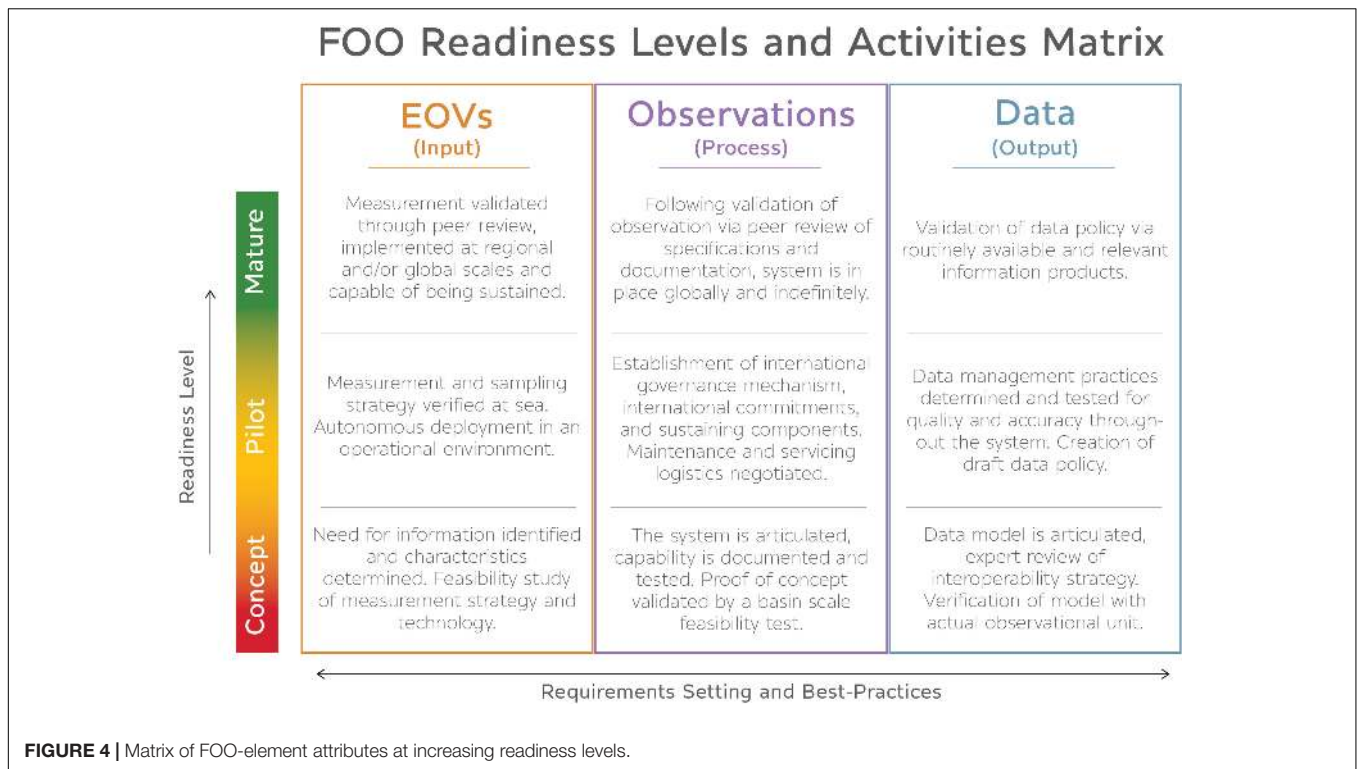 FOO Readiness Levels and Activities Matrix
EOVs
(Input)
Observations
(Process)
Data
(Output)
Readiness Level
Mature
Measurement validated
through peer review,
implemented at regional
and/or global scales and
capable of being sustained.
Following validation of
observation via peer review of
specifications and
documentation, system is in
place globally and indefinitely.
Validation of data policy via
routinely available and relevant
information products.
Pilot
Measurement and sampling
strategy verified at sea.
Autonomous deployment in an
operational environment.
Establishment of international
governance mechanism,
international commitments,
and sustaining components.
Maintenance and servicing
logistics negotiated.
Data management practices
determined and tested for
quality and accuracy through-
out the system. Creation of
draft data policy.
Concept
Need for information identified
and characteristics
determined. Feasibility study
of measurement strategy and
technology.
The system is articulated,
capability is documented and
tested. Proof of concept
validated by a basin scale
feasibility test.
Data model is articulated,
expert review of
interoperability strategy.
Verification of model with
actual observational unit.
Requirements Setting and Best-Practices
FIGURE 4 | Matrix of FOO-element attributes at increasing readiness levels.